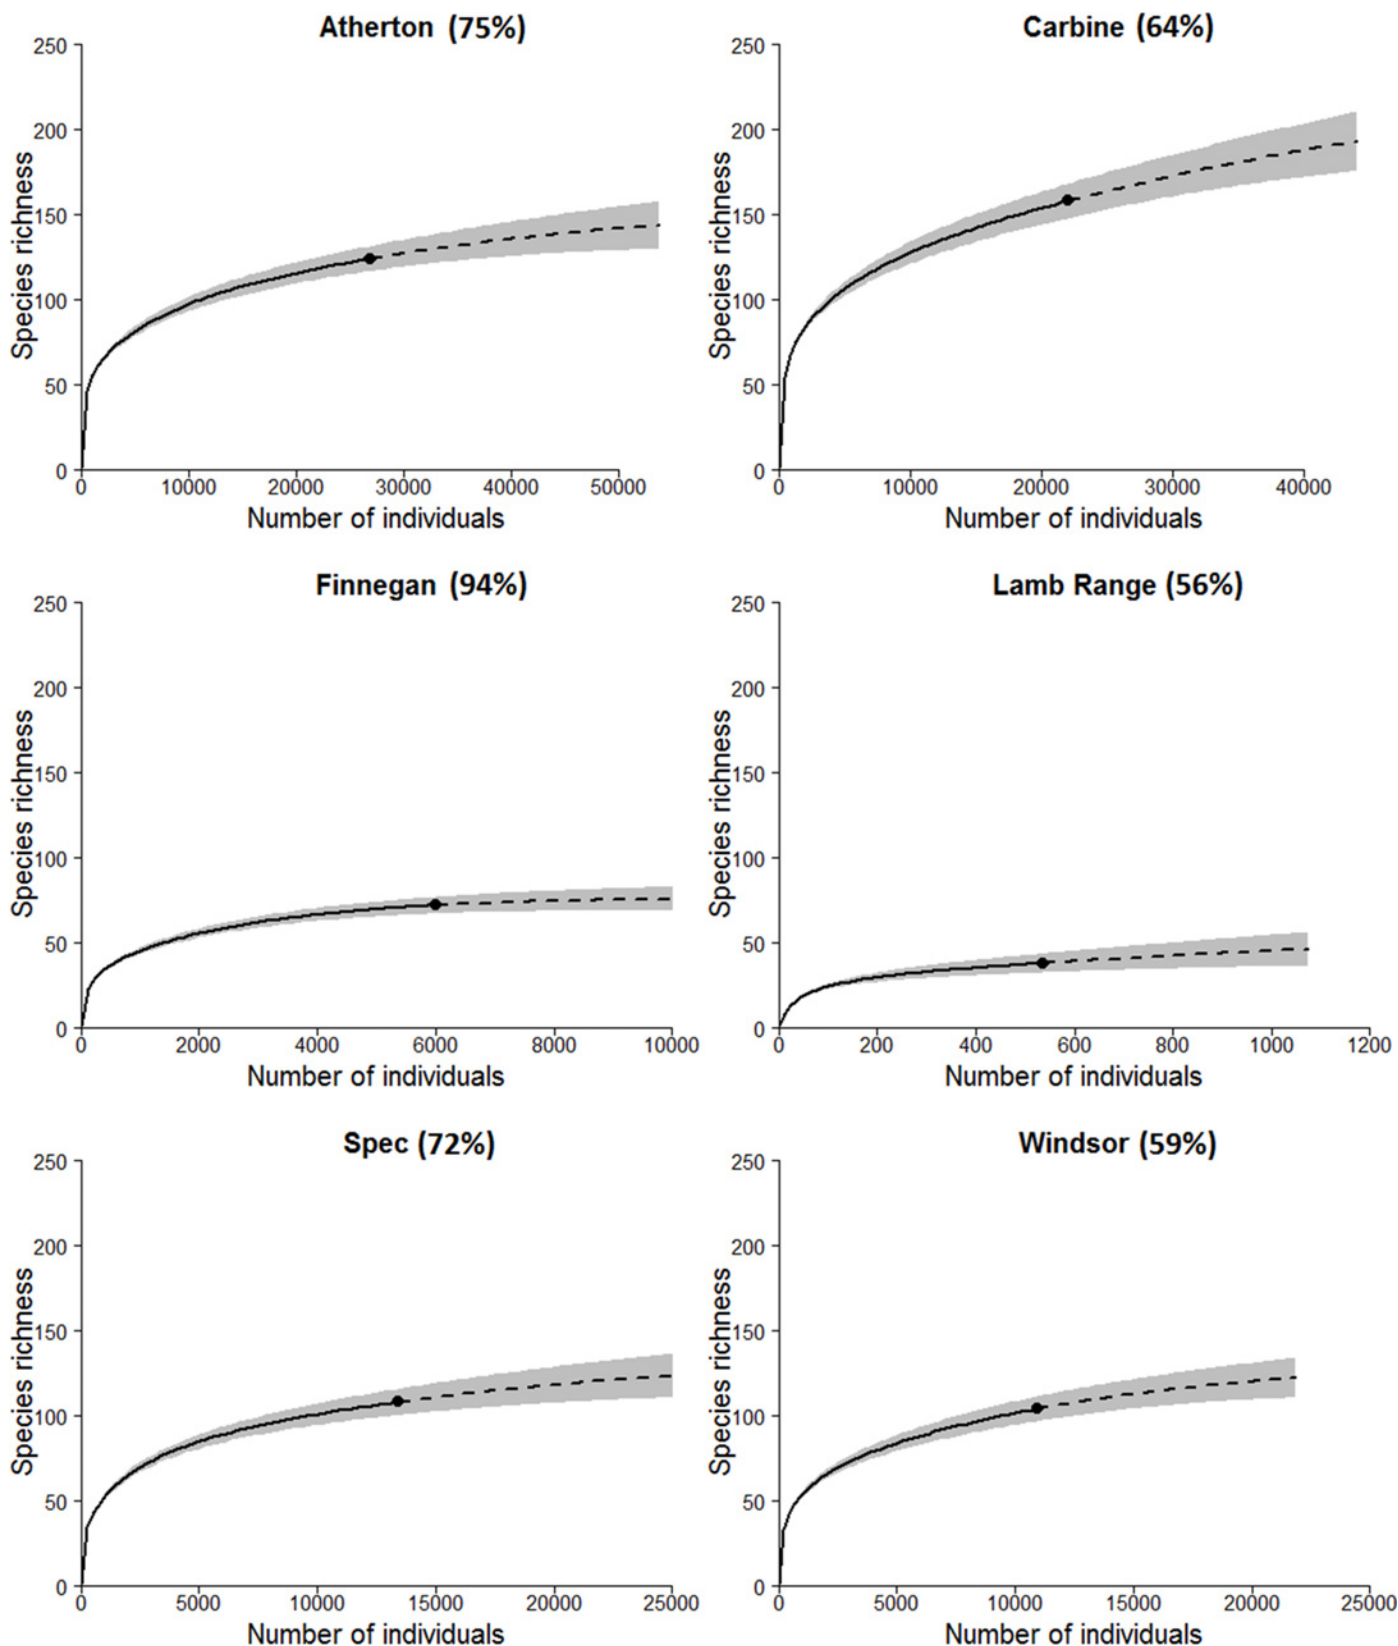 Atherton (75%)
250
200
150
100
50
0
Species richness
0 10000 20000 30000 40000 50000
Number of individuals
Carbine (64%)
250
200
150
100
50
0
Species richness
0 10000 20000 30000 40000
Number of individuals
Finnegan (94%)
250
200
150
100
50
0
Species richness
0 2000 4000 6000 8000 10000
Number of individuals
Lamb Range (56%)
250
200
150
100
50
0
Species richness
0 200 400 600 800 1000 1200
Number of individuals
Spec (72%)
250
200
150
100
50
0
Species richness
0 5000 10000 15000 20000 25000
Number of individuals
Windsor (59%)
250
200
150
100
50
0
Species richness
0 5000 10000 15000 20000 25000
Number of individuals